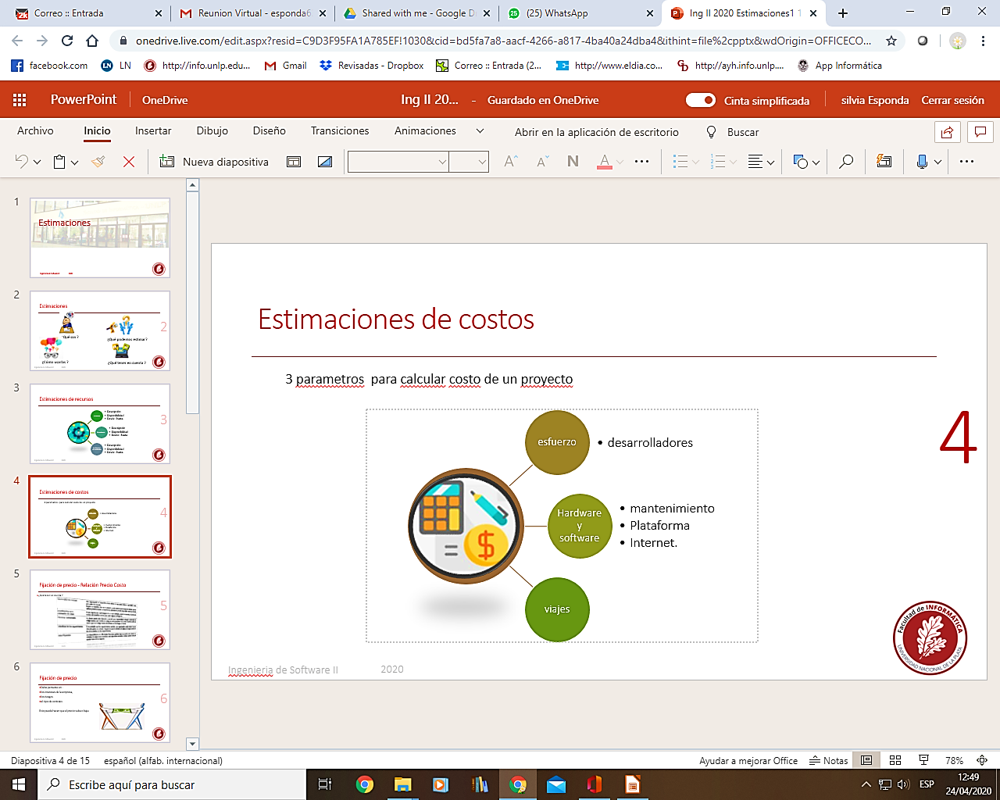 Correo :: Entrada
Reunion Virtual - esponda6
Shared with me - Google D
(25) WhatsApp
Ing II 2020 Estimaciones1 1
onedrive.live.com/edit.aspx?resid=C9D3F95FA1A785EF!1030&cid=bd5fa7a8-aacf-4266-a817-4ba40a24dba4&ithint=file%2cpptx&wdOrigin=OFFICECO...
facebook.com
LN
http://info.unlp.edu...
Gmail
Revisadas - Dropbox
Correo :: Entrada (2...
http://www.eldia.co...
http://ayh.info.unlp....
App Informática
PowerPoint
OneDrive
Ing II 20... - Guardado en OneDrive
Cinta simplificada
silvia Esponda
Cerrar sesión
Archivo
Inicio
Insertar
Dibujo
Diseño
Transiciones
Animaciones
Abrir en la aplicación de escritorio
Buscar
Nueva diapositiva
1
Estimaciones
2
Estimaciones
2
¿Qué podemos estimar?
¿Cómo usarlas ?
¿Qué tener en cuenta ?
3
Estimaciones de recursos
3
4
Estimaciones de costos
4
5
Fijación de precio - Relación Precio Costo
5
6
Fijación de precio
6
Estimaciones de costos
3 parametros para calcular costo de un proyecto
esfuerzo
• desarrolladores
Hardware
y
software
• mantenimiento
• Plataforma
• Internet.
viajes
4
Facultad de INFORMÁTICA
UNIVERSIDAD NACIONAL DE LA PLATA
Ingenieria de Software II
2020
Diapositiva 4 de 15
español (alfab. internacional)
Ayudar a mejorar Office
Notas
78%
Escribe aquí para buscar
ESP
12:49
24/04/2020